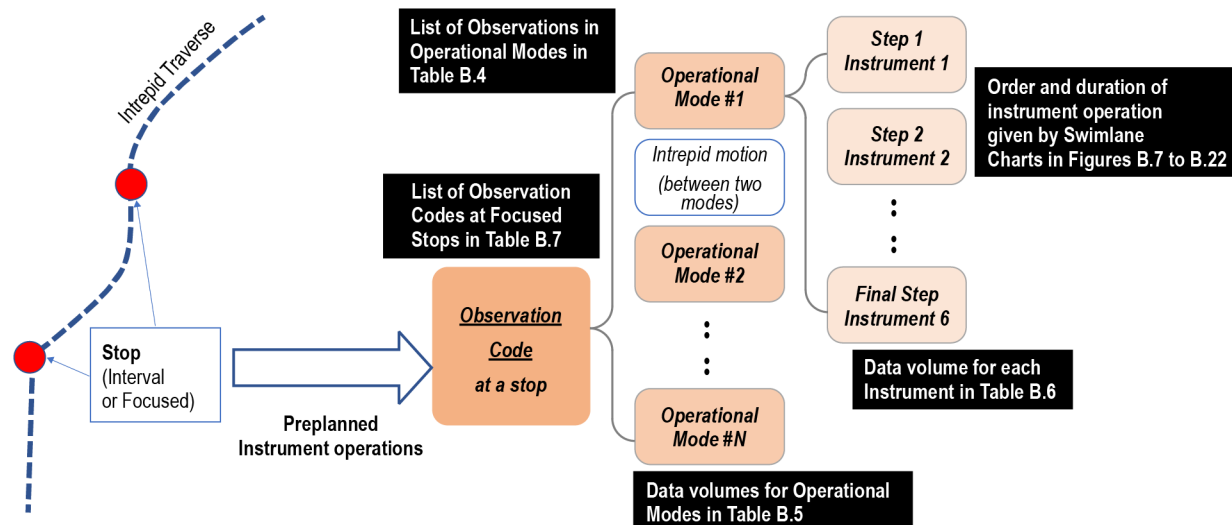 Intrepid Traverse
Stop
(Interval
or Focused)
Preplanned
Instrument operations
List of Observations in
Operational Modes in
Table B.4
List of Observation
Codes at Focused
Stops in Table B.7
Observation
Code
at a stop
Operational
Mode #1
Intrepid motion
(between two
modes)
Operational
Mode #2
Operational
Mode #N
Data volumes for Operational
Modes in Table B.5
Step 1
Instrument 1
Step 2
Instrument 2
Final Step
Instrument 6
Order and duration of
instrument operation
given by Swimlane
Charts in Figures B.7 to B.22
Data volume for each
Instrument in Table B.6